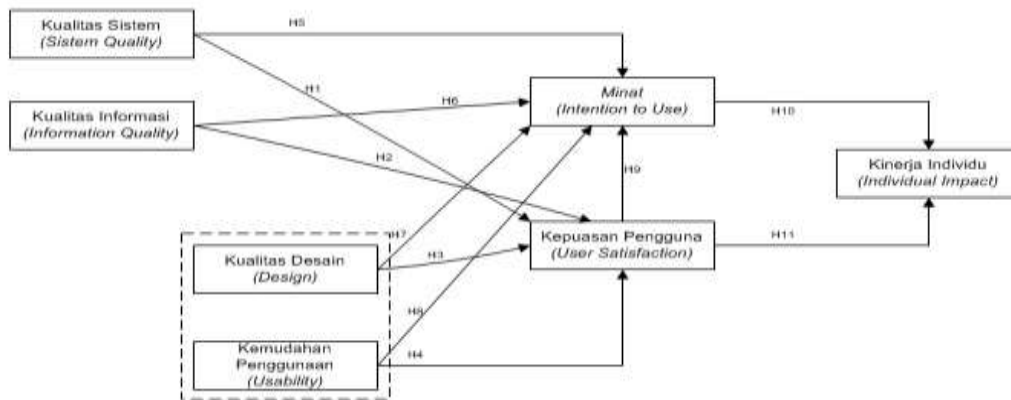 Kualitas Sistem
(Sistem Quality)
H5
H1
Minat
(Intention to Use)
H10
Kualitas Informasi
(Information Quality)
H6
H2
H9
Kinerja Individu
(Individual Impact)
Kepuasan Pengguna
(User Satisfaction)
H11
H7
H3
Kualitas Desain
(Design)
H8
H4
Kemudahan
Penggunaan
(Usability)